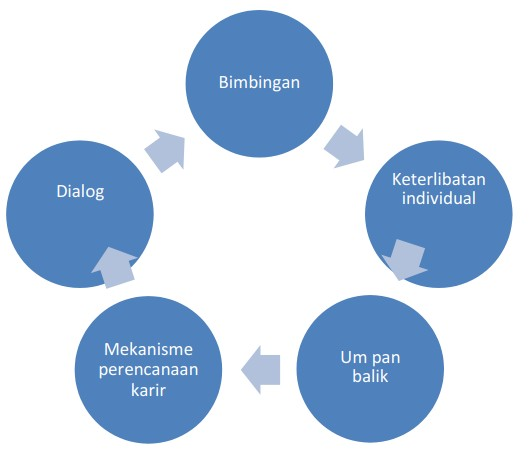 Bimbingan
Keterlibatan
individual
Um pan
balik
Mekanisme
perencanaan
karir
Dialog